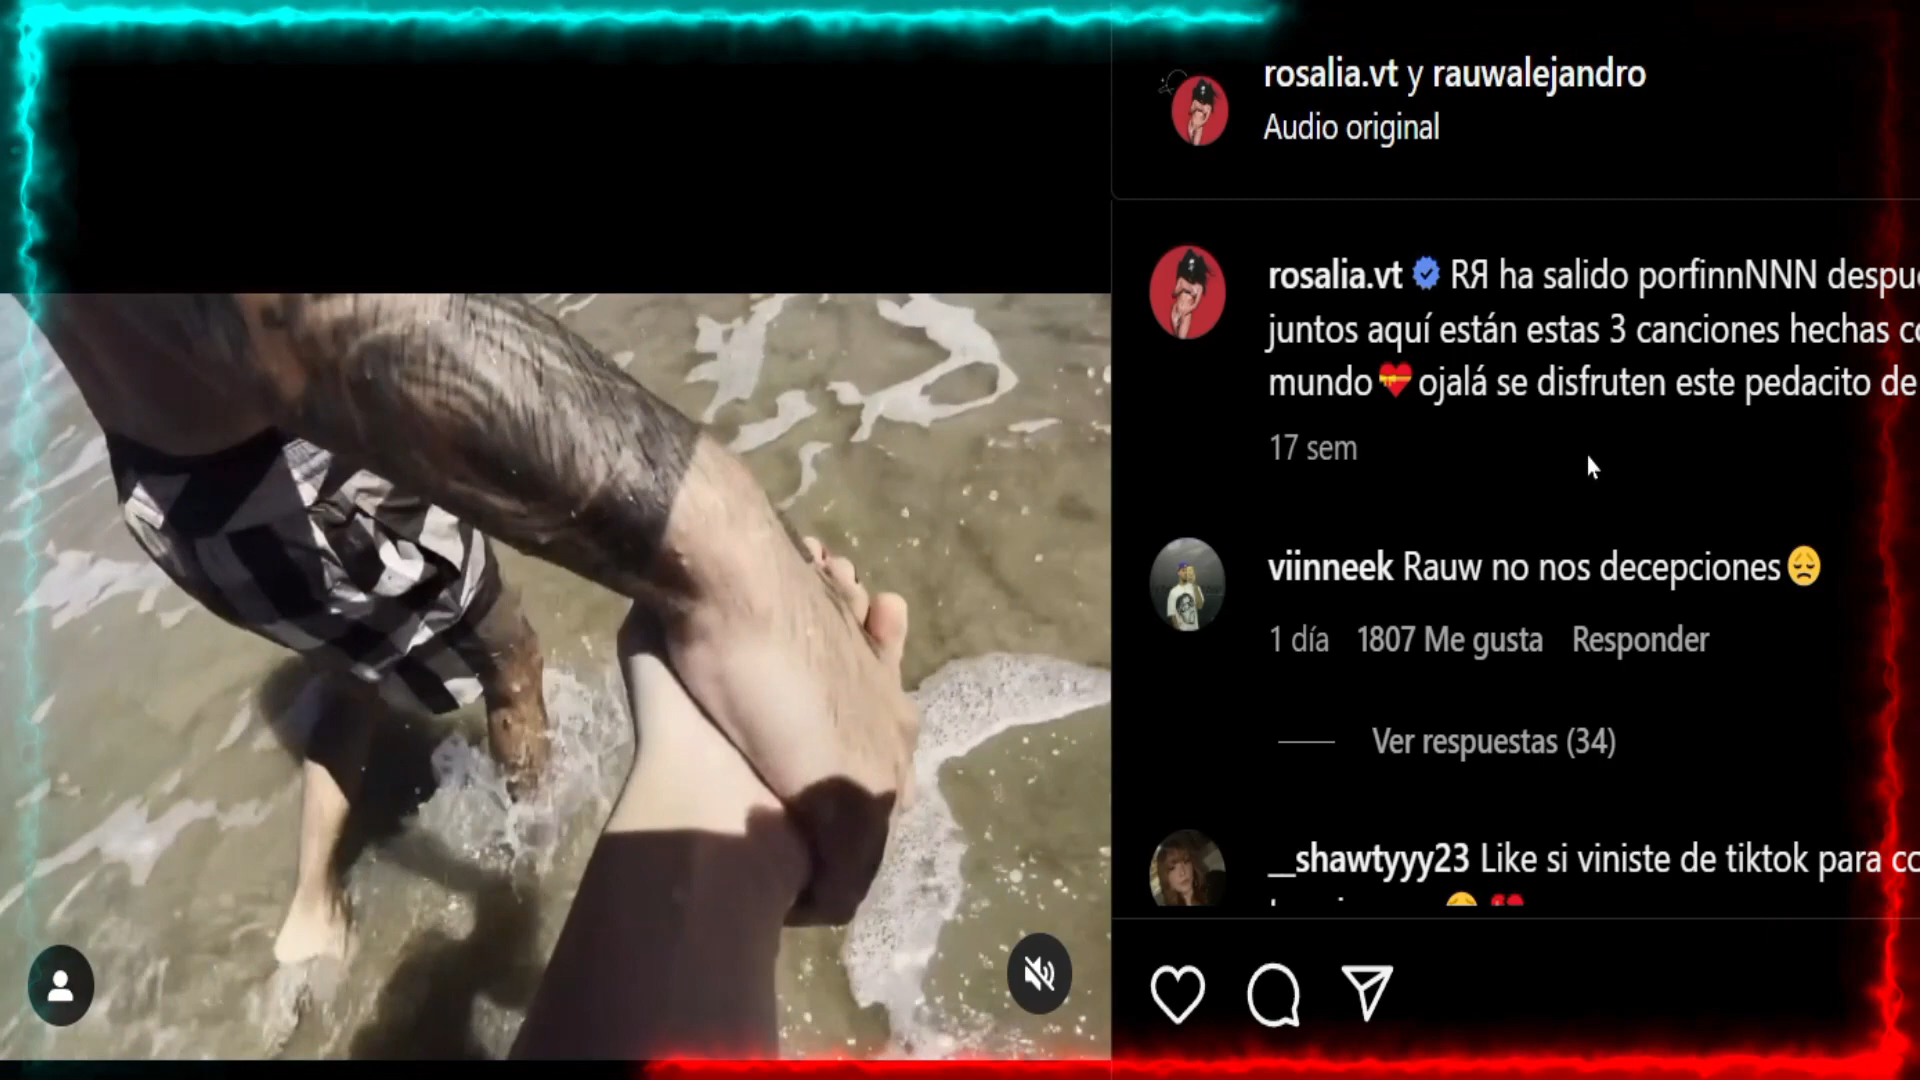 rosalia.vt y rauwalejandro
Audio original
rosalia.vt RЯ ha salido porfinnNNN
juntos aquí están estas 3 canciones hechas
mundo💝ojalá se disfruten este pedacito de
17 sem
viinneek Rauw no nos decepciones😞
1 día 1807 Me gusta Responder
Ver respuestas (34)
__shawtyyy23 Like si viniste de tiktok para